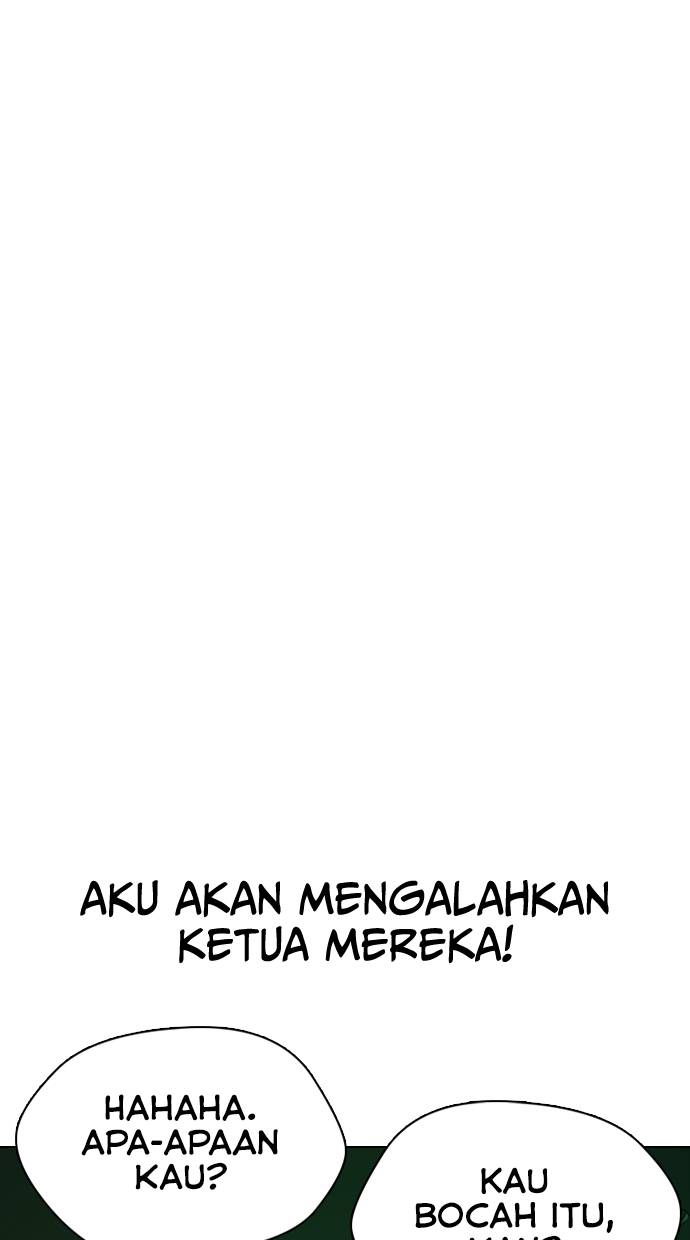 AKU AKAN MENGALAHKAN
KETUA MEREKA!
HAHAHA.
APA-APAAN
KAU?
KAU
BOCAH ITU,